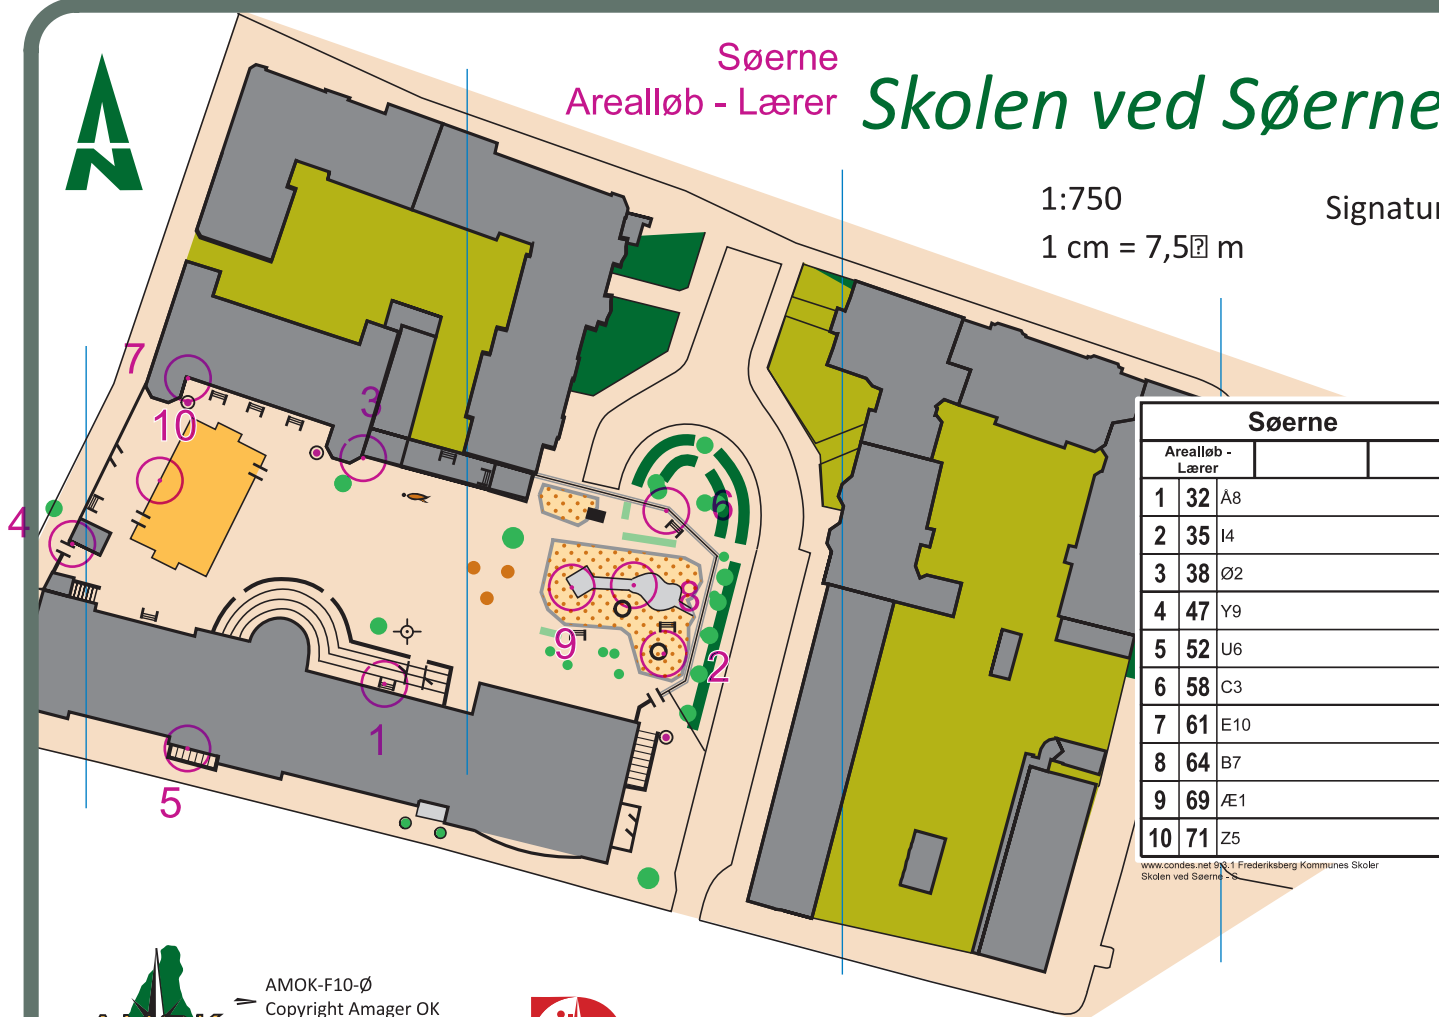 Søerne
Arealløb - Lærer
Skolen ved Søerne
1:750
1 cm = 7,5 m
7
10
3
4
6
8
9
2
1
5
Søerne
Arealløb -
Lærer
1 32 Å8
2 35 I4
3 38 Ø2
4 47 Y9
5 52 U6
6 58 C3
7 61 E10
8 64 B7
9 69 Æ1
10 71 Z5
www.condes.net 9.3.1 Frederiksberg Kommunes Skoler
Skolen ved Søerne - S
AMOK-F10-Ø
Copyright Amager OK